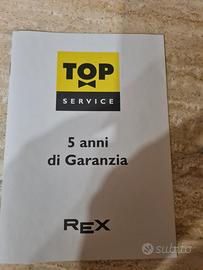 TOP
SERVICE
5 anni
di Garanzia
REX
subito